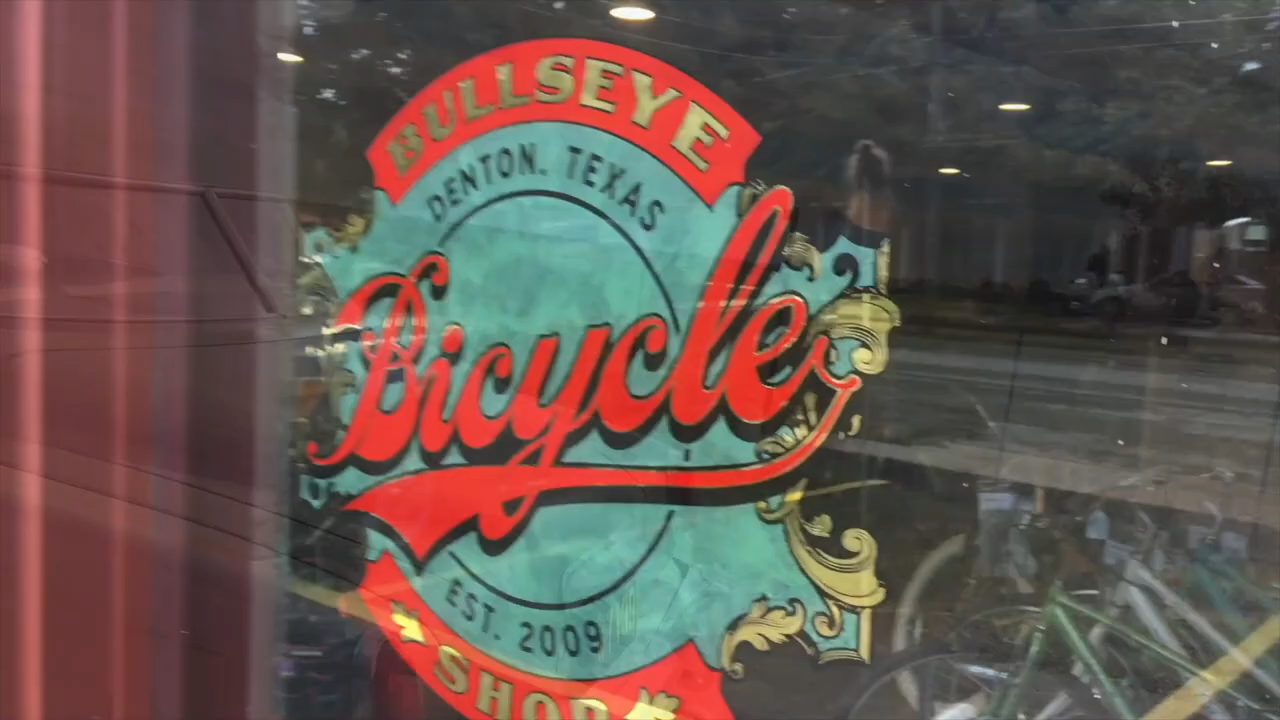 BULLSEYE
DENTON. TEXAS
Bicycle
EST. 2009
SHOP